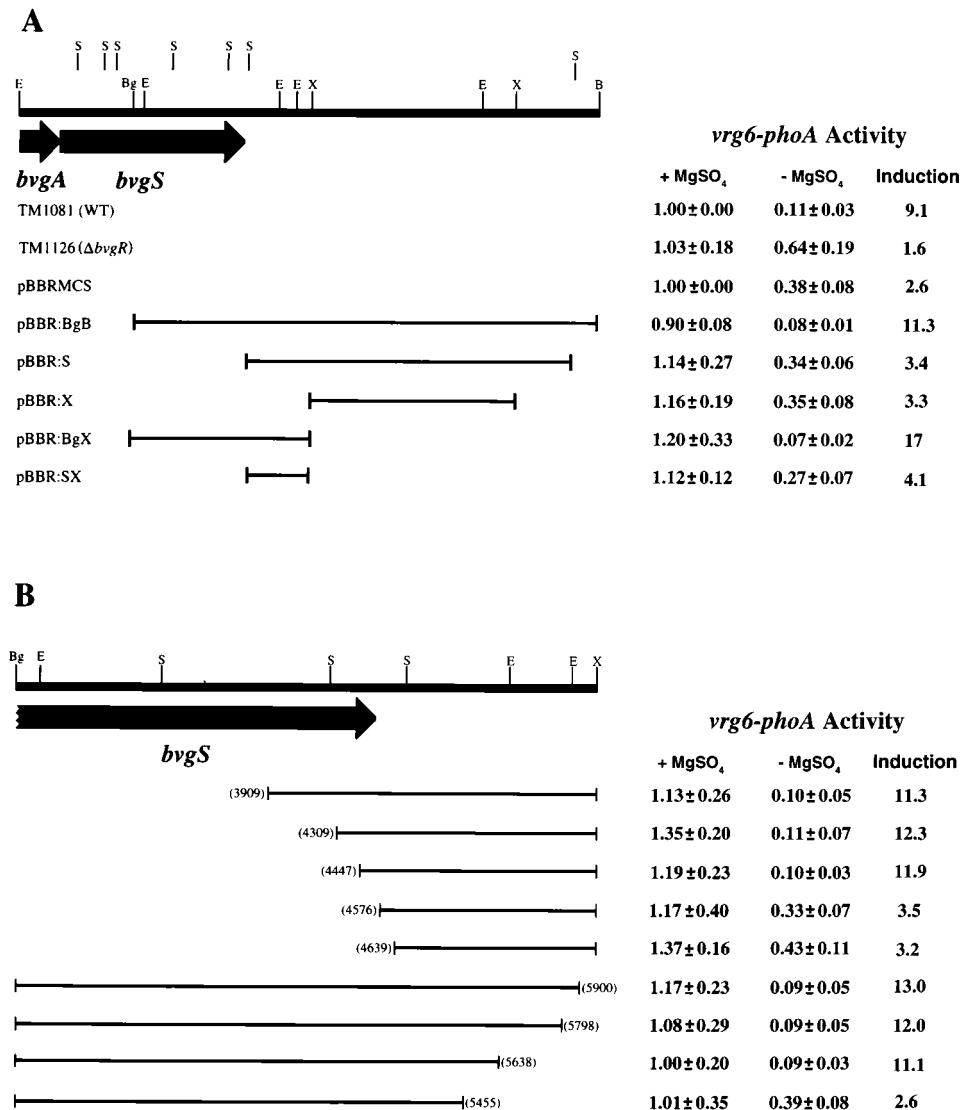 A
S S S S S S S
E Bg E E E X E X B
bvgA bvgS
vrg6-phoA Activity
+ MgSO₄ - MgSO₄ Induction
TM1081 (WT) 1.00±0.00 0.11±0.03 9.1
TM1126 (ΔbvgR) 1.03±0.18 0.64±0.19 1.6
pBBRMCS 1.00±0.00 0.38±0.08 2.6
pBBR:BgB 0.90±0.08 0.08±0.01 11.3
pBBR:S 1.14±0.27 0.34±0.06 3.4
pBBR:X 1.16±0.19 0.35±0.08 3.3
pBBR:BgX 1.20±0.33 0.07±0.02 17
pBBR:SX 1.12±0.12 0.27±0.07 4.1
B
Bg E S S S E E X
bvgS
vrg6-phoA Activity
+ MgSO₄ - MgSO₄ Induction
(3909) 1.13±0.26 0.10±0.05 11.3
(4309) 1.35±0.20 0.11±0.07 12.3
(4447) 1.19±0.23 0.10±0.03 11.9
(4576) 1.17±0.40 0.33±0.07 3.5
(4639) 1.37±0.16 0.43±0.11 3.2
(5900) 1.17±0.23 0.09±0.05 13.0
(5798) 1.08±0.29 0.09±0.05 12.0
(5638) 1.00±0.20 0.09±0.03 11.1
(5455) 1.01±0.35 0.39±0.08 2.6